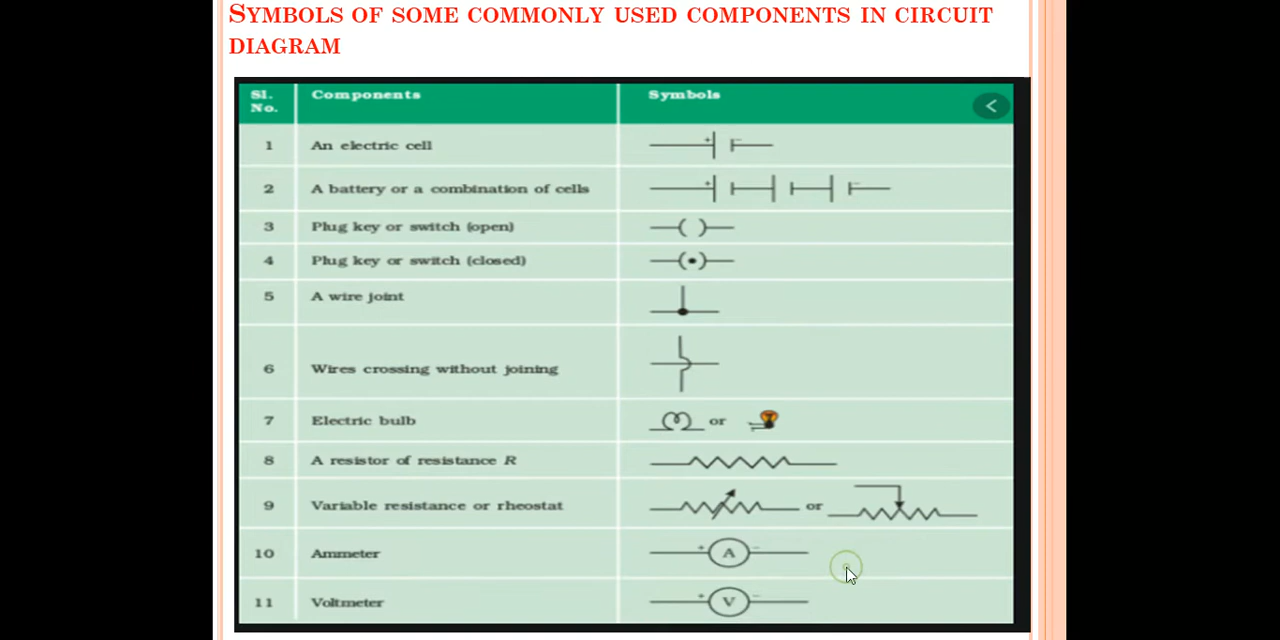 SYMBOLS OF SOME COMMONLY USED COMPONENTS IN CIRCUIT
DIAGRAM
Sl. No. Components Symbols
1 An electric cell + −
2 A battery or a combination of cells + −
3 Plug key or switch (open)
4 Plug key or switch (closed)
5 A wire joint
6 Wires crossing without joining
7 Electric bulb or
8 A resistor of resistance R
9 Variable resistance or rheostat or
10 Ammeter + A −
11 Voltmeter + V −